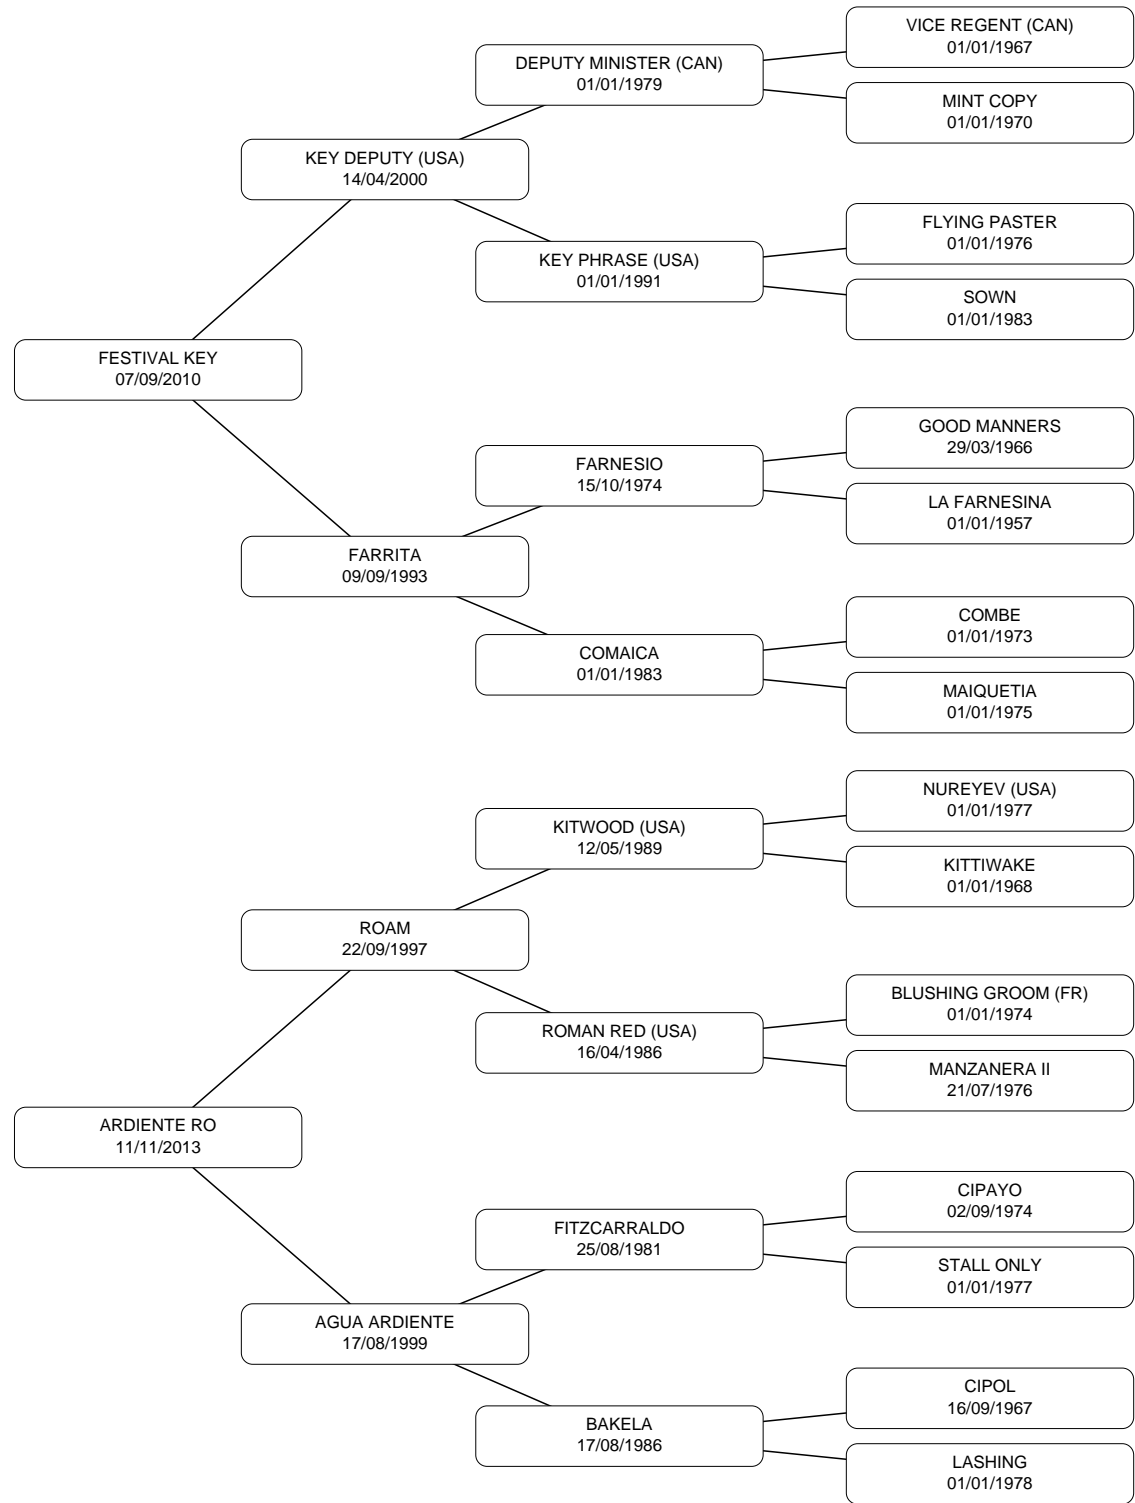 VICE REGENT (CAN)
01/01/1967
DEPUTY MINISTER (CAN)
01/01/1979
MINT COPY
01/01/1970
KEY DEPUTY (USA)
14/04/2000
FLYING PASTER
01/01/1976
KEY PHRASE (USA)
01/01/1991
SOWN
01/01/1983
FESTIVAL KEY
07/09/2010
GOOD MANNERS
29/03/1966
FARNESIO
15/10/1974
LA FARNESINA
01/01/1957
FARRITA
09/09/1993
COMBE
01/01/1973
COMAICA
01/01/1983
MAIQUETIA
01/01/1975
NUREYEV (USA)
01/01/1977
KITWOOD (USA)
12/05/1989
KITTIWAKE
01/01/1968
ROAM
22/09/1997
BLUSHING GROOM (FR)
01/01/1974
ROMAN RED (USA)
16/04/1986
MANZANERA II
21/07/1976
ARDIENTE RO
11/11/2013
CIPAYO
02/09/1974
FITZCARRALDO
25/08/1981
STALL ONLY
01/01/1977
AGUA ARDIENTE
17/08/1999
CIPOL
16/09/1967
BAKELA
17/08/1986
LASHING
01/01/1978